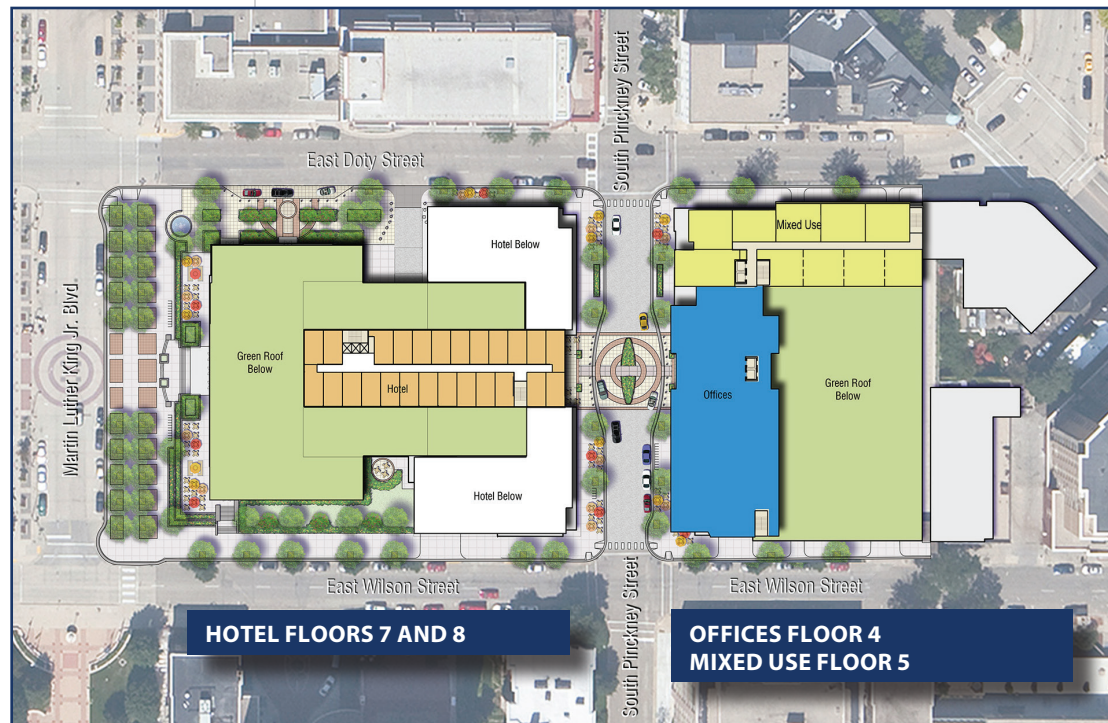 South Pinckney Street
East Doty Street
Martin Luther King Jr. Blvd.
Hotel Below
Mixed Use
Green Roof
Below
Hotel
Offices
Green Roof
Below
Hotel Below
East Wilson Street
East Wilson Street
South Pinckney Street
HOTEL FLOORS 7 AND 8
OFFICES FLOOR 4
MIXED USE FLOOR 5